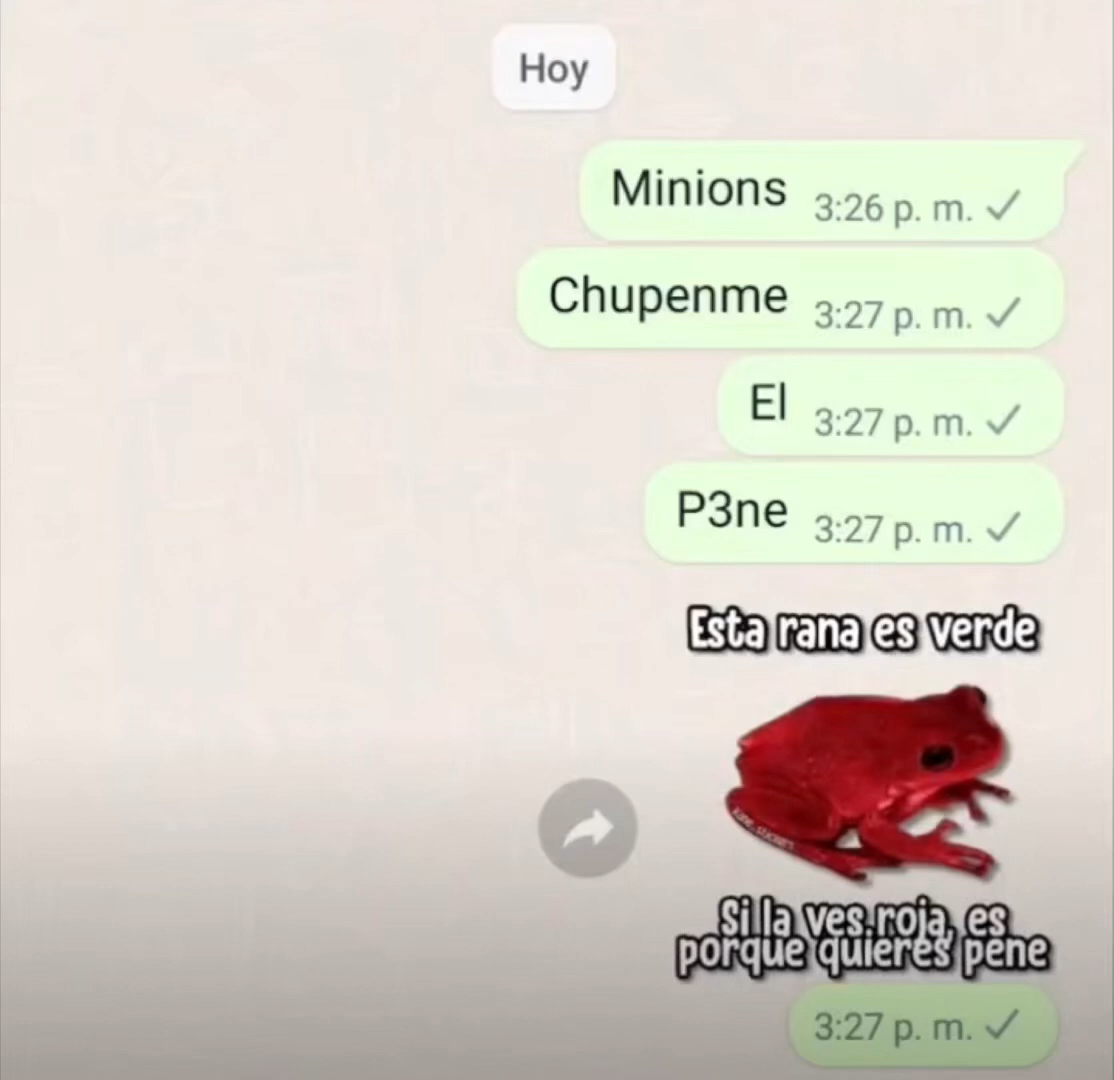 Hoy
Minions 3:26 p. m.
Chupenme 3:27 p. m.
El 3:27 p. m.
P3ne 3:27 p. m.
Esta rana es verde
Si la ves roja, es
porque quieres pene
3:27 p. m.